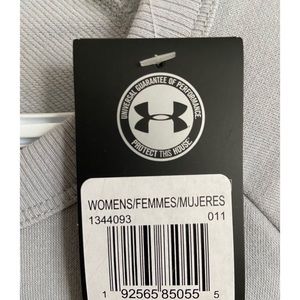 UNIVERSAL GUARANTEE OF PERFORMANCE
PROTECT THIS HOUSE
WOMENS/FEMMES/MUJERES
1344093 011
1 92565 85055 5